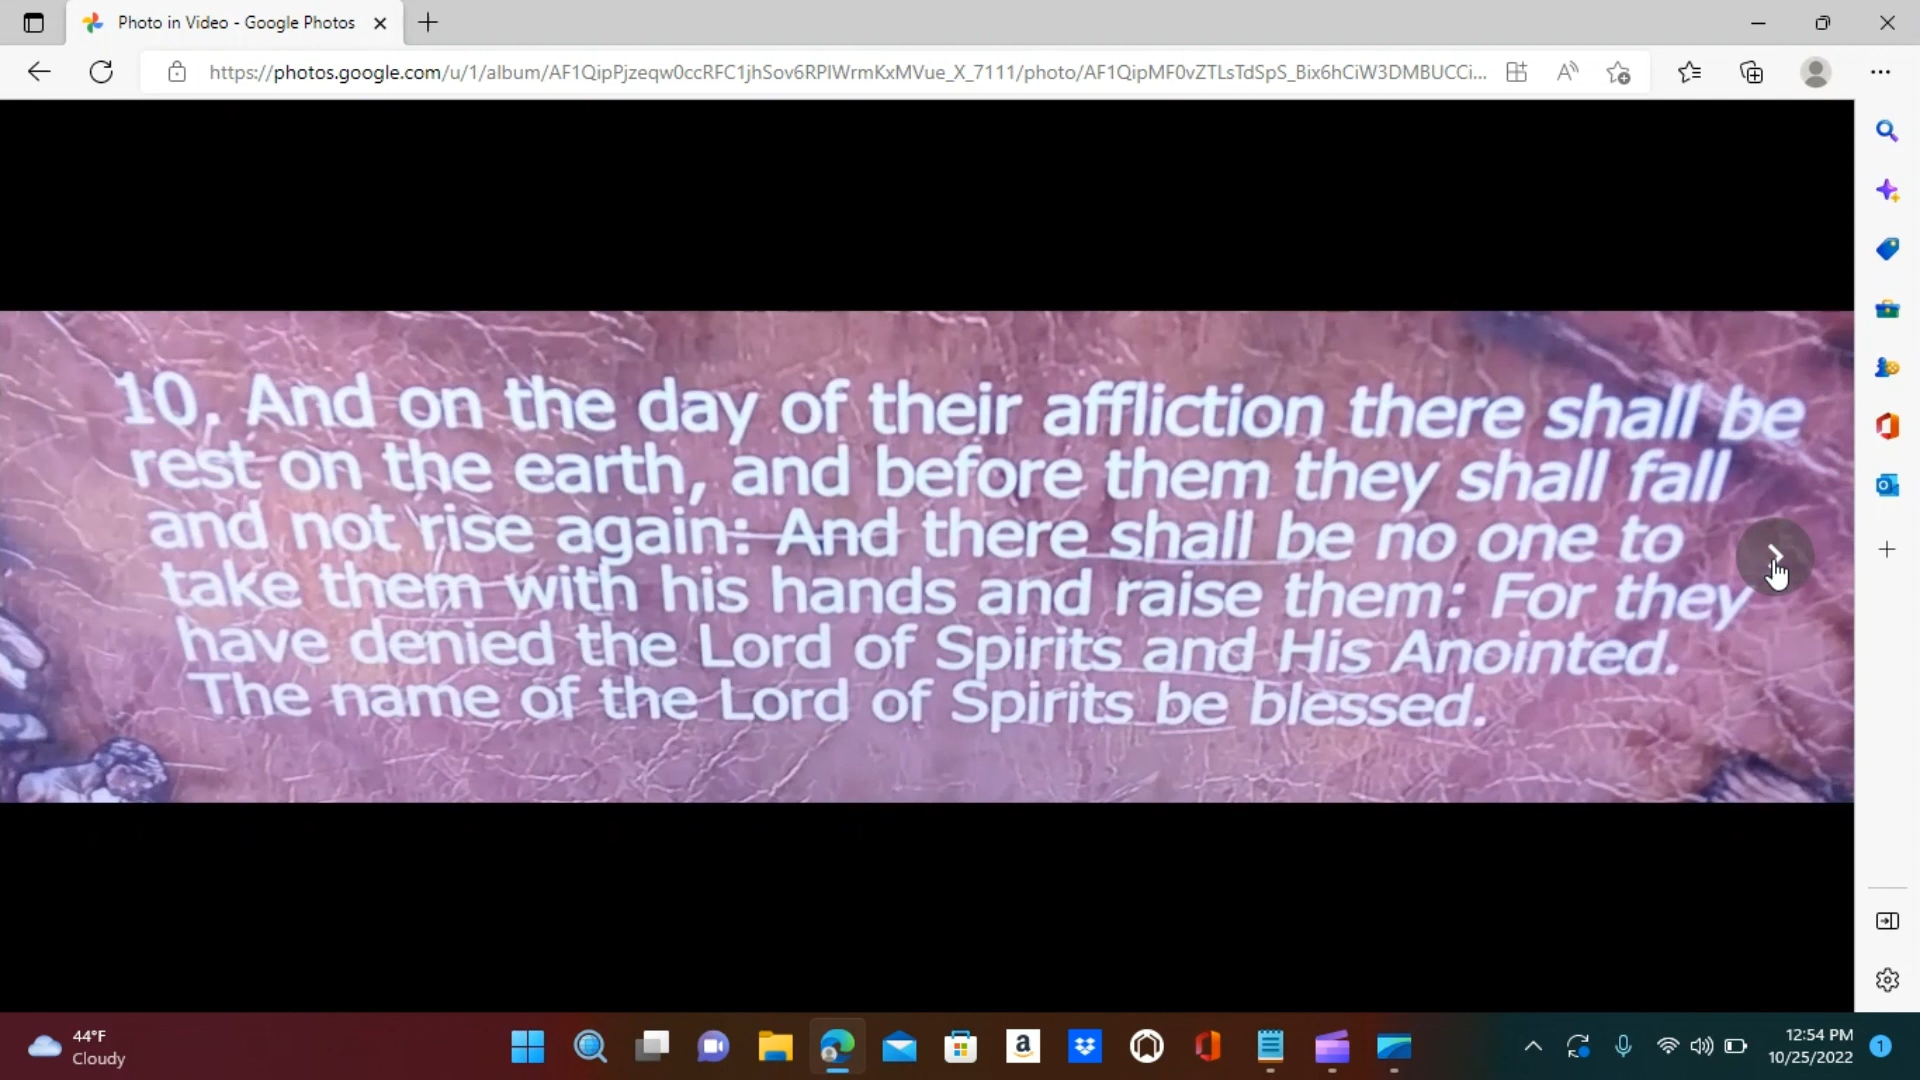 Photo in Video - Google Photos
https://photos.google.com/u/1/album/AF1QipPjzeqw0ccRFC1jhSov6RPIWrmKxMVue_X_7111/photo/AF1QipMF0vZTLsTdSpS_Bix6hCiW3DMBUCCi...
10. And on the day of their affliction there shall be
rest on the earth, and before them they shall fall
and not rise again: And there shall be no one to
take them with his hands and raise them: For they
have denied the Lord of Spirits and His Anointed.
The name of the Lord of Spirits be blessed.
44°F
Cloudy
12:54 PM
10/25/2022
1